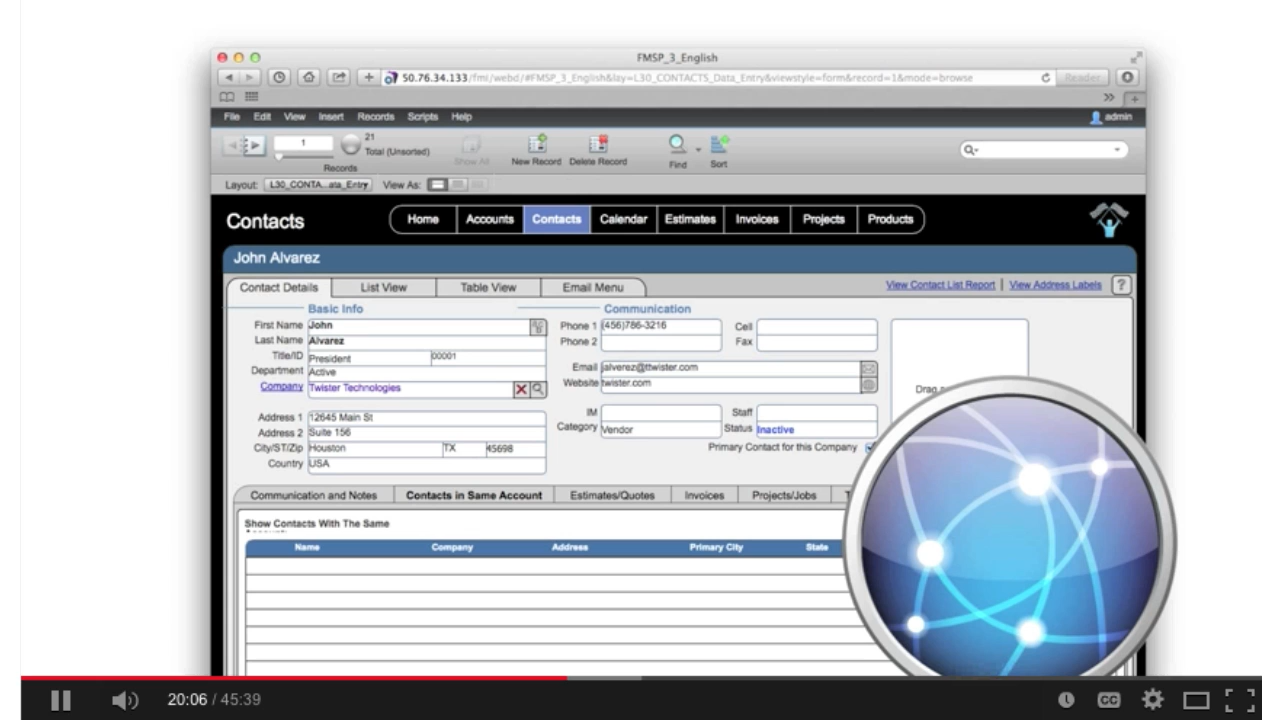 FMSP_3_English
50.76.34.133/fmi/webd/#FMSP_3_English&lay=L30_CONTACTS_Data_Entry&viewstyle=form&record=1&mode=browse
Reader
File Edit View Insert Records Scripts Help
admin
1
21
Total (Unsorted)
Records
Show All
New Record Delete Record
Find Sort
Layout: L30_CONTA...ata_Entry View As:
Contacts
Home Accounts Contacts Calendar Estimates Invoices Projects Products
John Alvarez
Contact Details List View Table View Email Menu
View Contact List Report | View Address Labels ?
Basic Info
Communication
First Name John
Phone 1 (456)786-3216
Cell
Last Name Alvarez
Phone 2
Fax
Title/ID President 00001
Department Active
Email jalverez@ttwister.com
Company Twister Technologies
Website twister.com
Drag
Address 1 12645 Main St
IM
Staff
Address 2 Suite 156
Category Vendor
Status Inactive
City/ST/Zip Houston TX 45698
Primary Contact for this Company
Country USA
Communication and Notes Contacts in Same Account Estimates/Quotes Invoices Projects/Jobs
Show Contacts With The Same
Name Company Address Primary City State
20:06 / 45:39
CC